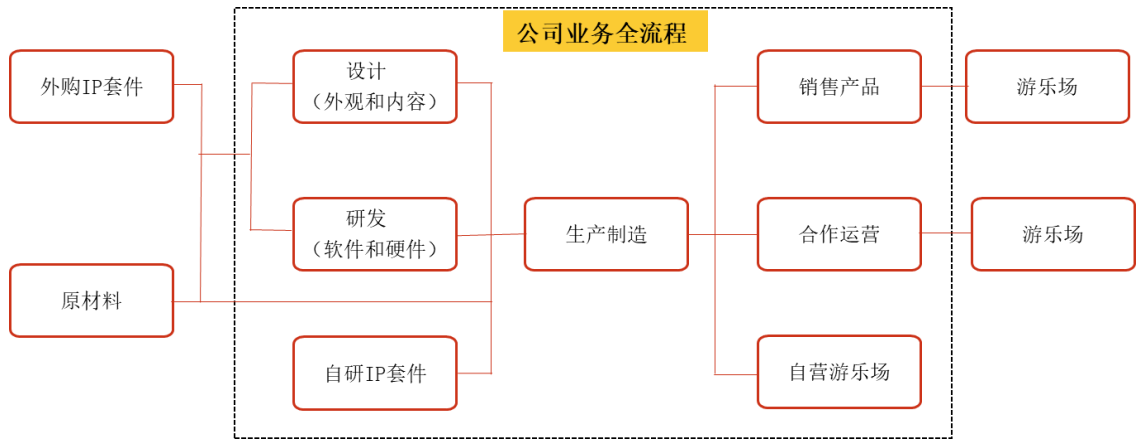 公司业务全流程
外购IP套件
设计
（外观和内容）
销售产品
游乐场
研发
（软件和硬件）
生产制造
合作运营
游乐场
原材料
自研IP套件
自营游乐场